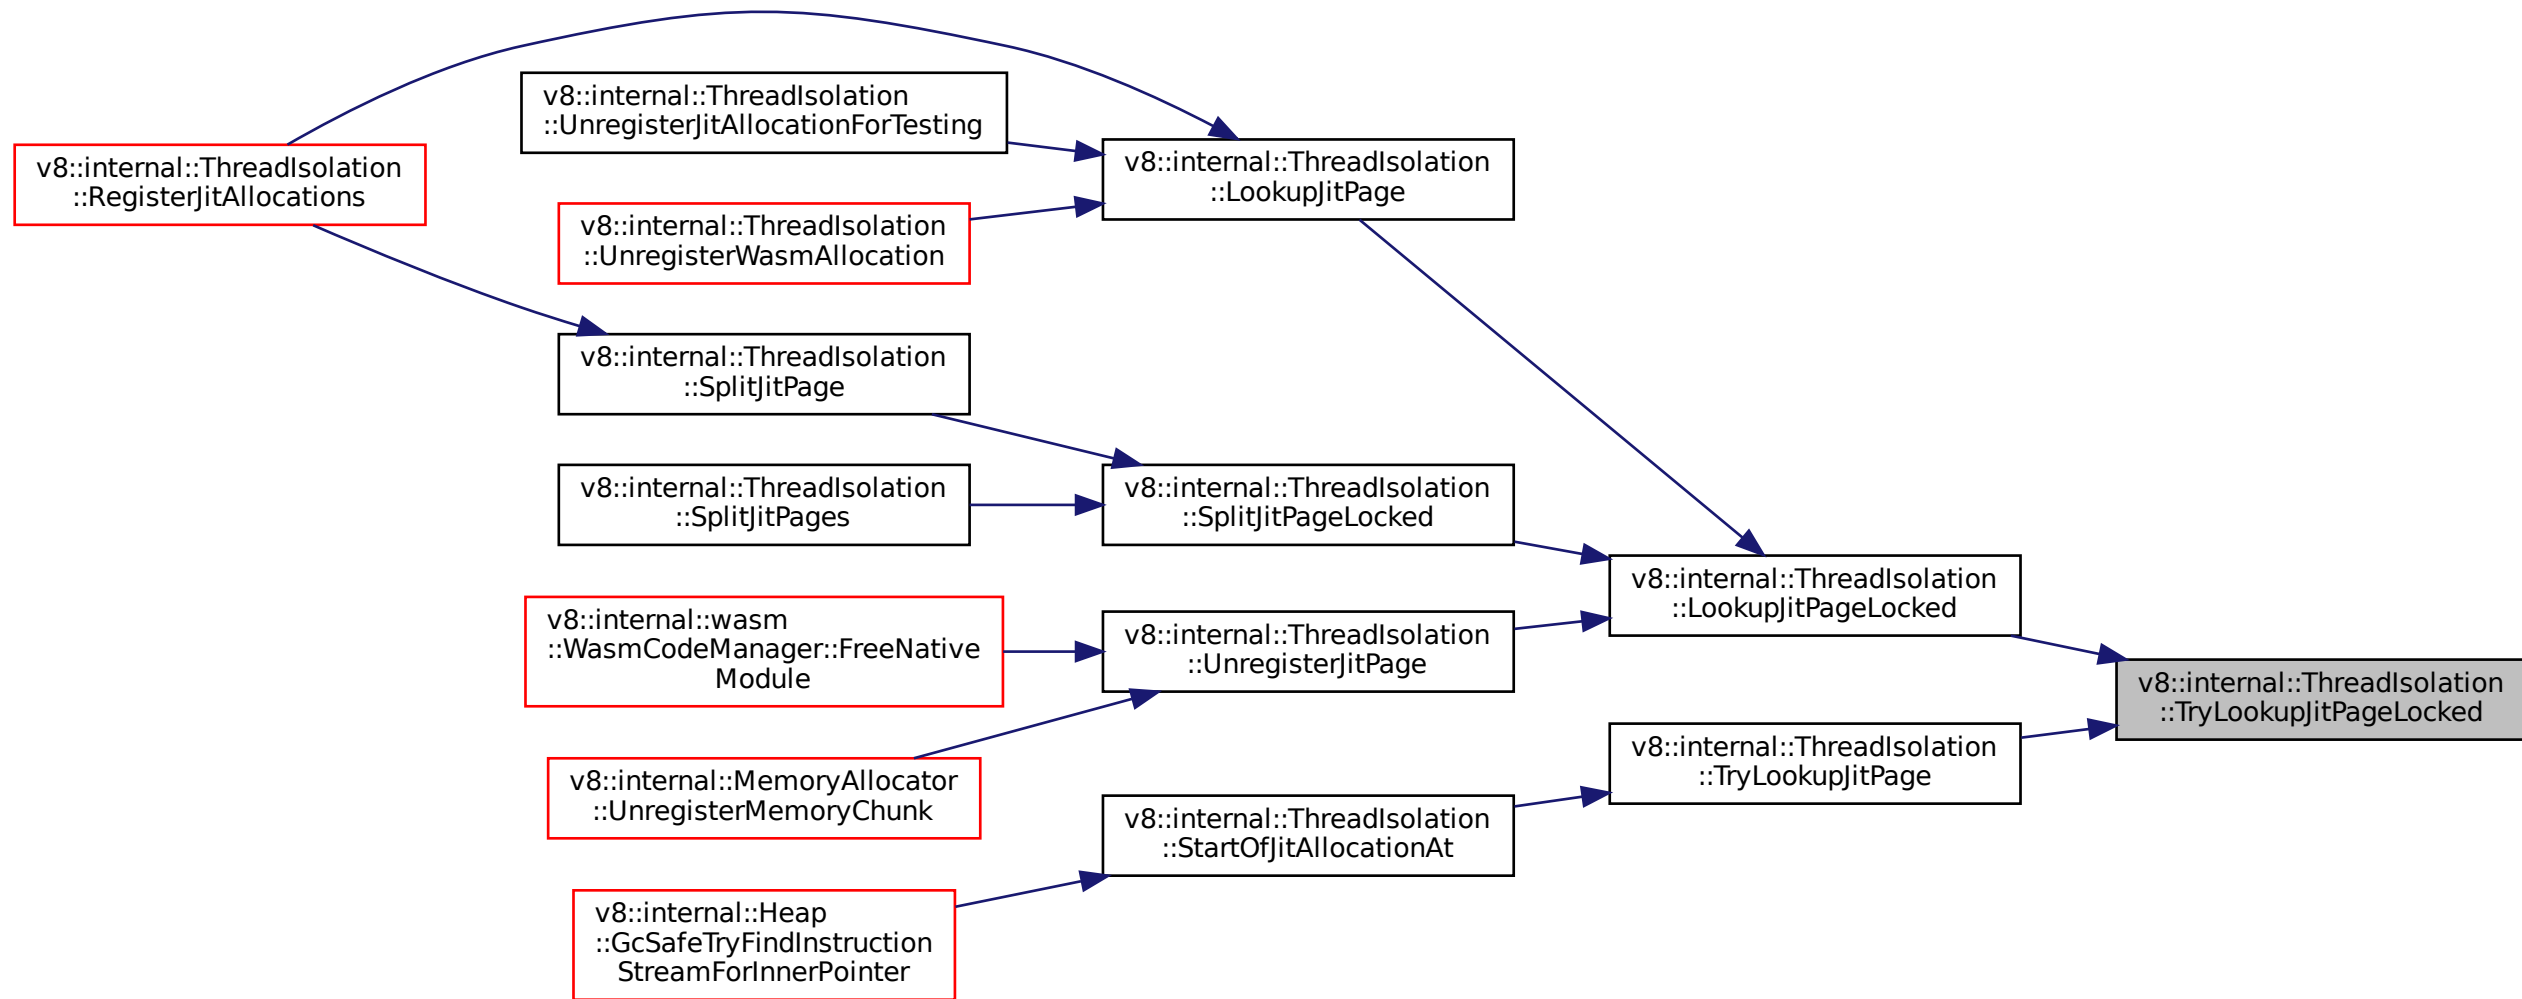 v8::internal::ThreadIsolation
::UnregisterJitAllocationForTesting
v8::internal::ThreadIsolation
::RegisterJitAllocations
v8::internal::ThreadIsolation
::LookupJitPage
v8::internal::ThreadIsolation
::UnregisterWasmAllocation
v8::internal::ThreadIsolation
::SplitJitPage
v8::internal::ThreadIsolation
::SplitJitPages
v8::internal::ThreadIsolation
::SplitJitPageLocked
v8::internal::ThreadIsolation
::LookupJitPageLocked
v8::internal::wasm
::WasmCodeManager::FreeNative
Module
v8::internal::ThreadIsolation
::UnregisterJitPage
v8::internal::ThreadIsolation
::TryLookupJitPageLocked
v8::internal::ThreadIsolation
::TryLookupJitPage
v8::internal::MemoryAllocator
::UnregisterMemoryChunk
v8::internal::ThreadIsolation
::StartOfJitAllocationAt
v8::internal::Heap
::GcSafeTryFindInstruction
StreamForInnerPointer